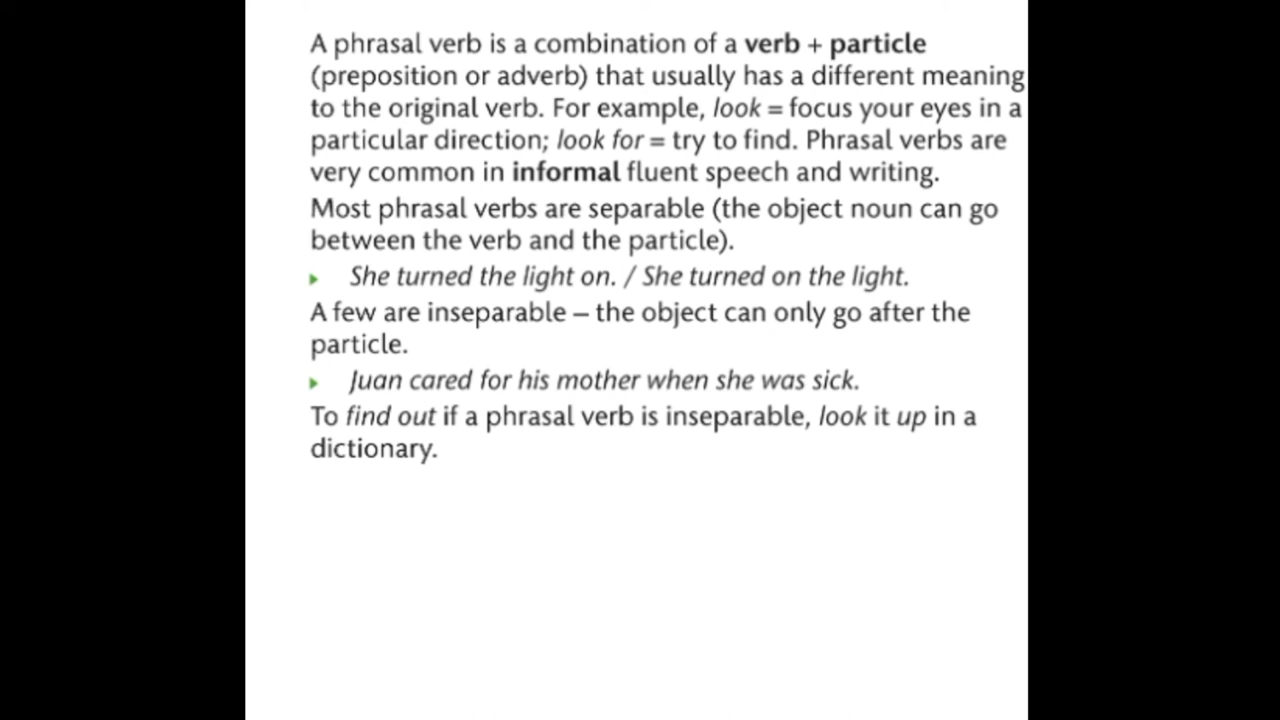 A phrasal verb is a combination of a verb + particle
(preposition or adverb) that usually has a different meaning
to the original verb. For example, look = focus your eyes in a
particular direction; look for = try to find. Phrasal verbs are
very common in informal fluent speech and writing.
Most phrasal verbs are separable (the object noun can go
between the verb and the particle).
She turned the light on. / She turned on the light.
A few are inseparable – the object can only go after the
particle.
Juan cared for his mother when she was sick.
To find out if a phrasal verb is inseparable, look it up in a
dictionary.